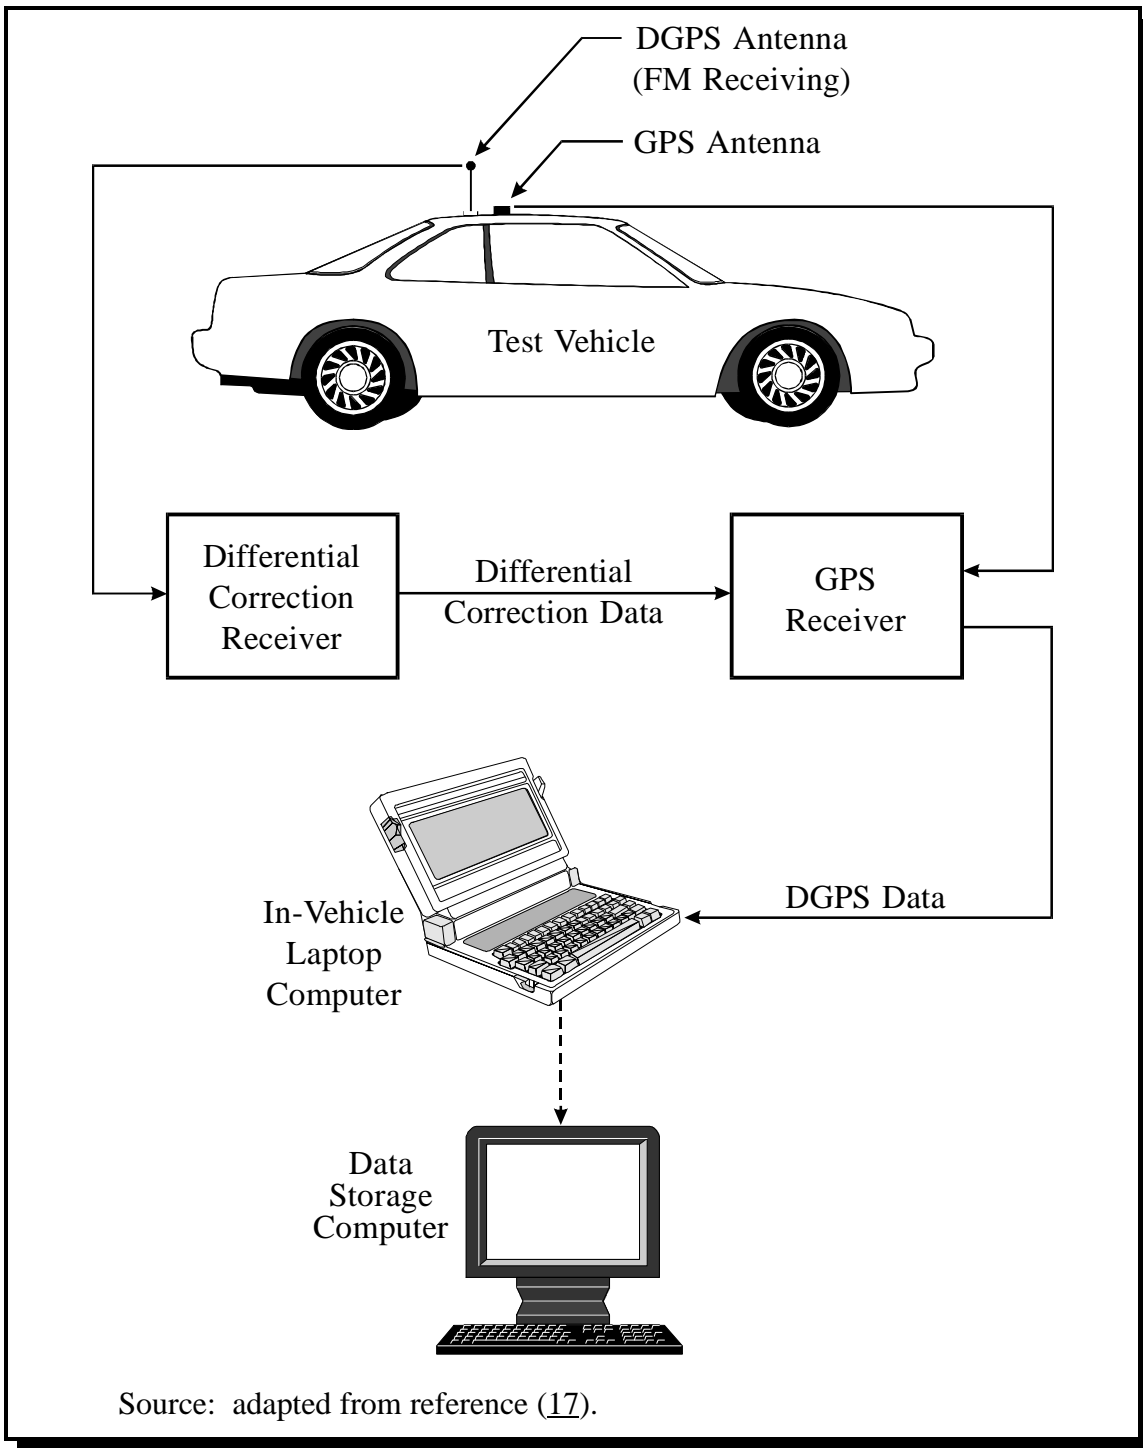 DGPS Antenna
(FM Receiving)
GPS Antenna
Test Vehicle
Differential
Correction
Receiver
Differential
Correction Data
GPS
Receiver
In-Vehicle
Laptop
Computer
DGPS Data
Data
Storage
Computer
Source: adapted from reference (17).